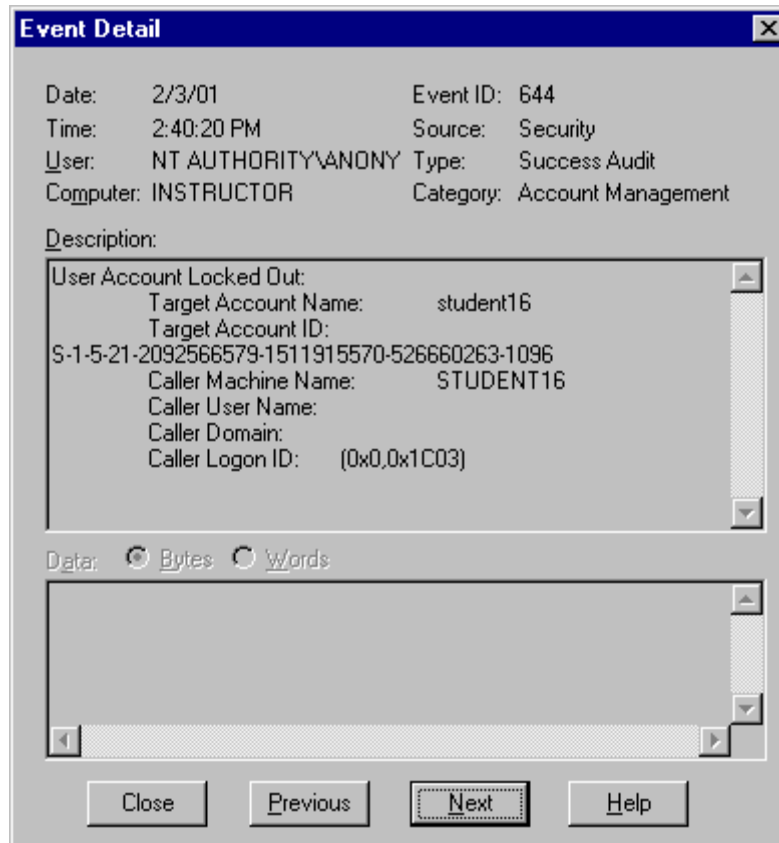 Event Detail
Date: 2/3/01 Event ID: 644
Time: 2:40:20 PM Source: Security
User: NT AUTHORITY\ANONY Type: Success Audit
Computer: INSTRUCTOR Category: Account Management
Description:
User Account Locked Out:
Target Account Name: student16
Target Account ID:
S-1-5-21-2092566579-1511915570-526660263-1096
Caller Machine Name: STUDENT16
Caller User Name:
Caller Domain:
Caller Logon ID: (0x0,0x1C03)
Data: Bytes Words
Close Previous Next Help